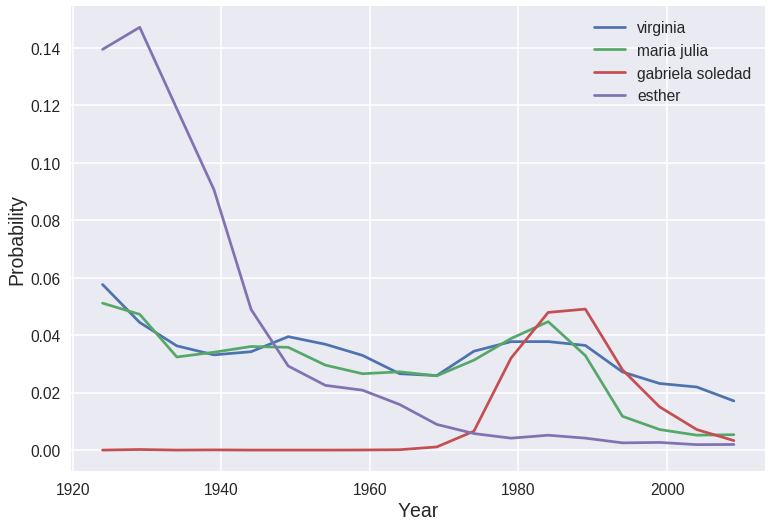 virginia
maria julia
gabriela soledad
esther
0.14
0.12
0.10
0.08
0.06
0.04
0.02
0.00
Probability
1920 1940 1960 1980 2000
Year